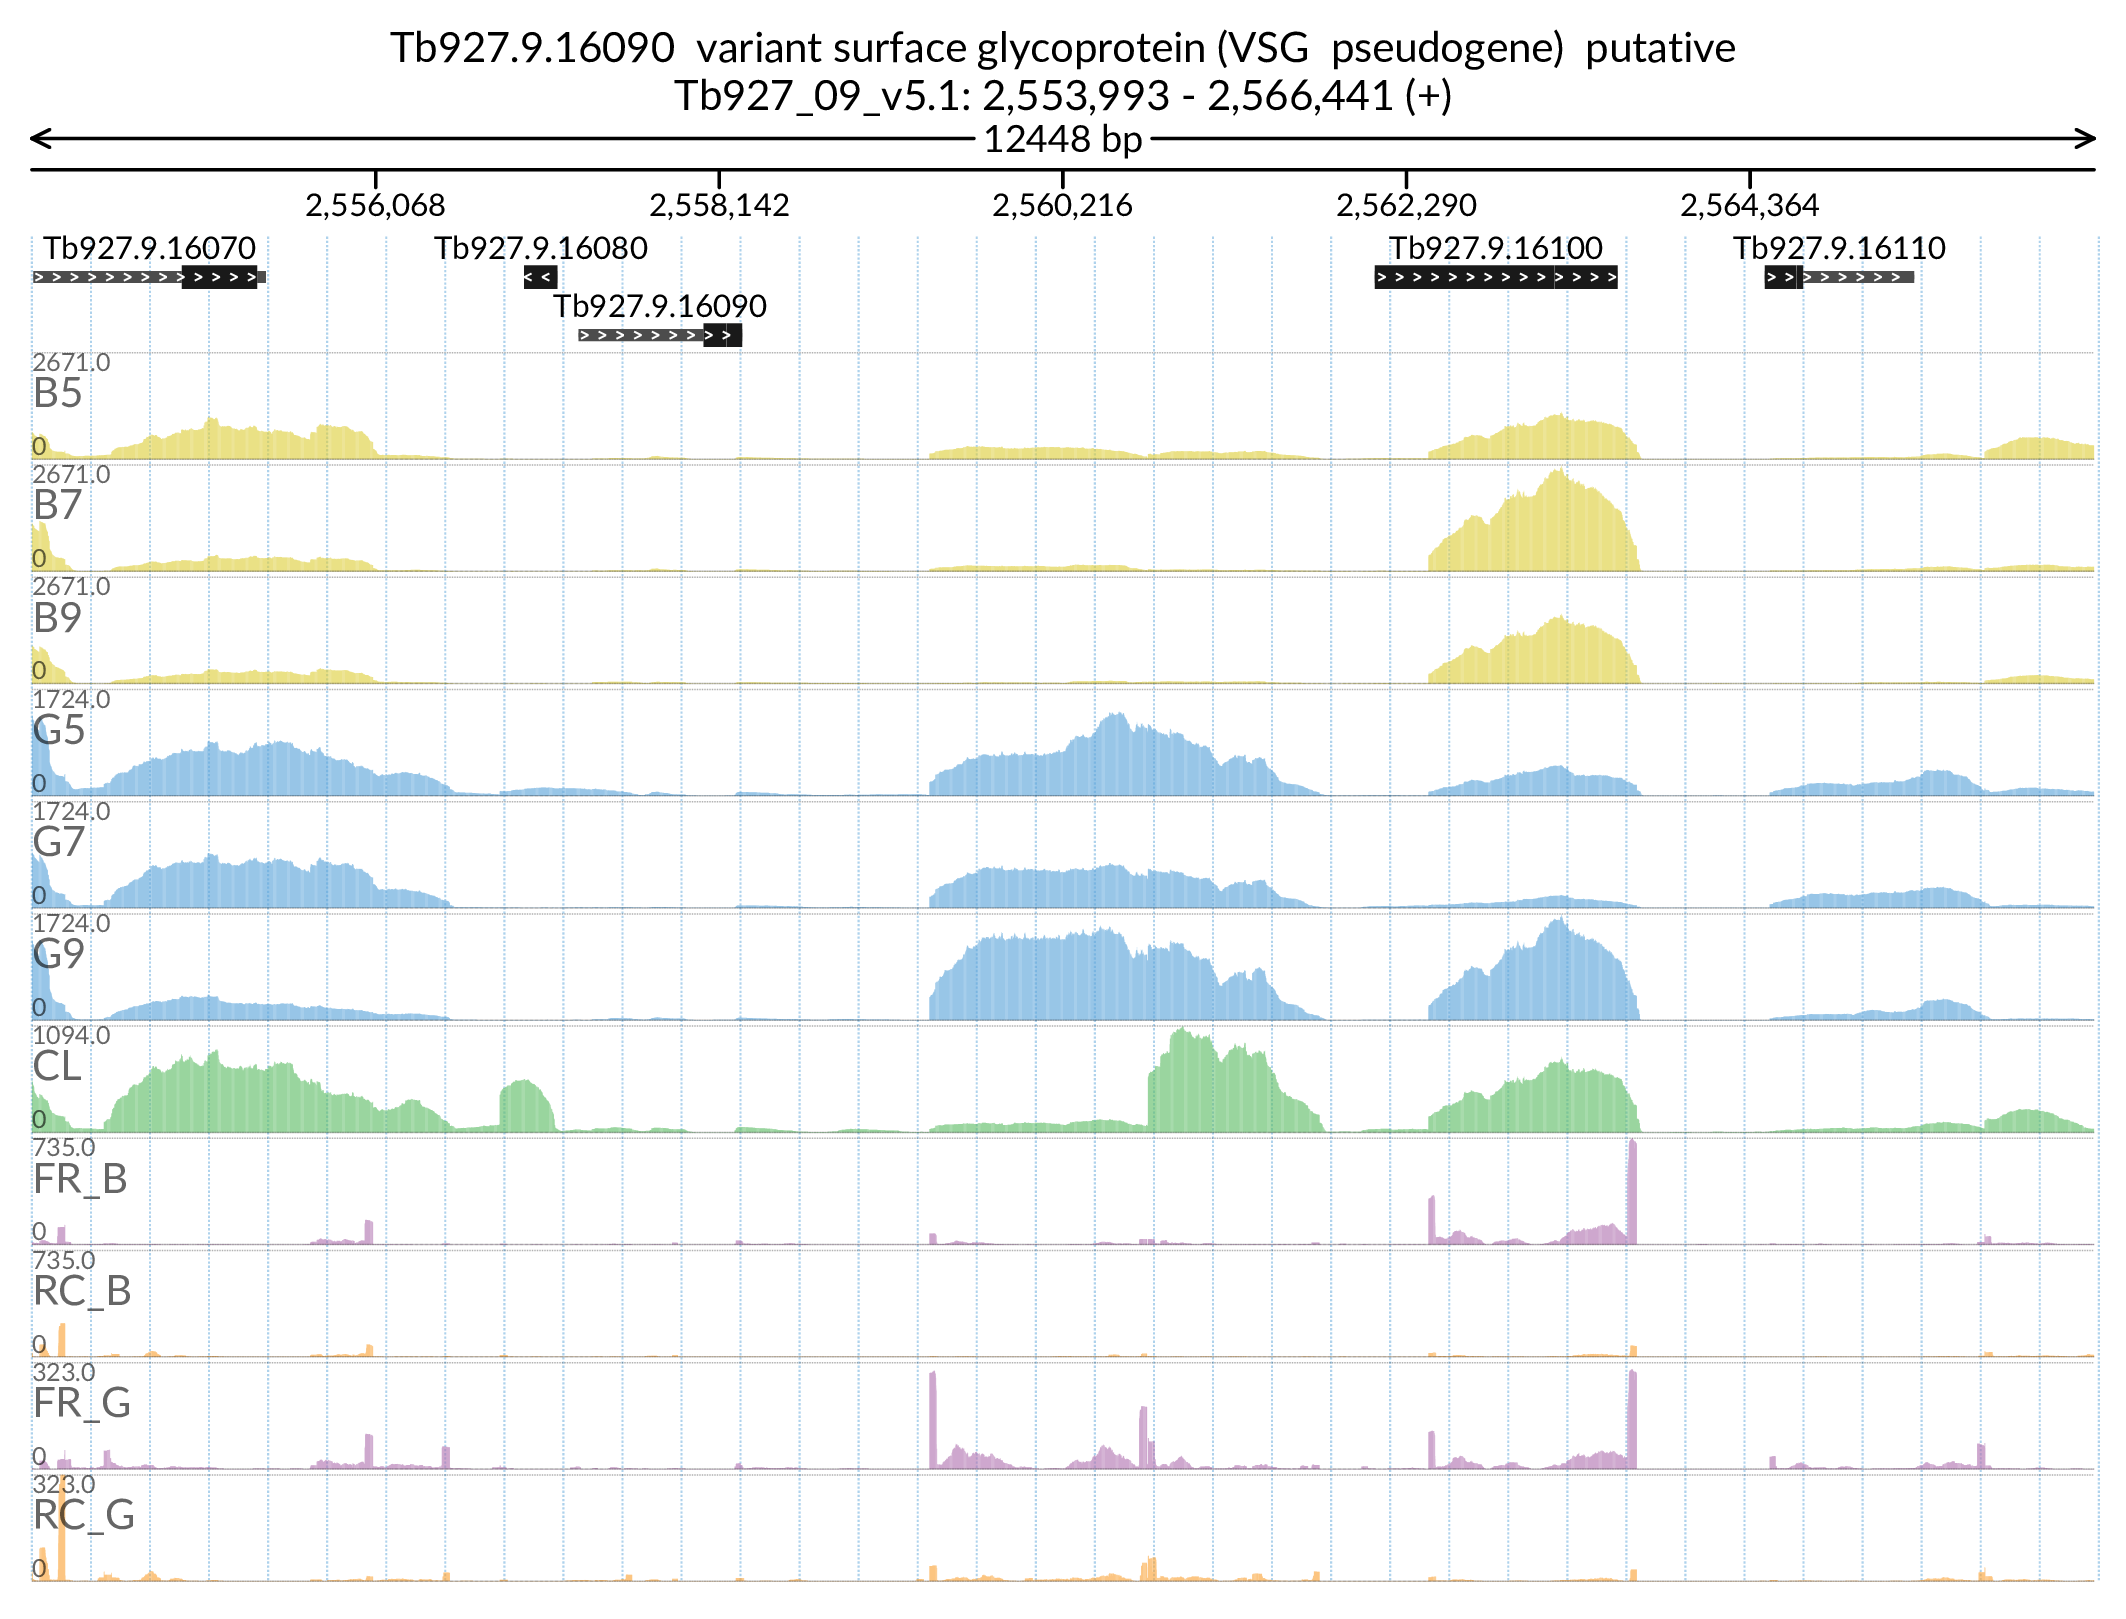 Tb927.9.16090  variant surface glycoprotein (VSG  pseudogene)  putative
Tb927_09_v5.1: 2,553,993 - 2,566,441 (+)
12448 bp
2,556,068 2,558,142 2,560,216 2,562,290 2,564,364
Tb927.9.16070 Tb927.9.16080 Tb927.9.16100 Tb927.9.16110
Tb927.9.16090
2671.0
B5
0
2671.0
B7
0
2671.0
B9
0
1724.0
G5
0
1724.0
G7
0
1724.0
G9
0
1094.0
CL
0
735.0
FR_B
0
735.0
RC_B
0
323.0
FR_G
0
323.0
RC_G
0